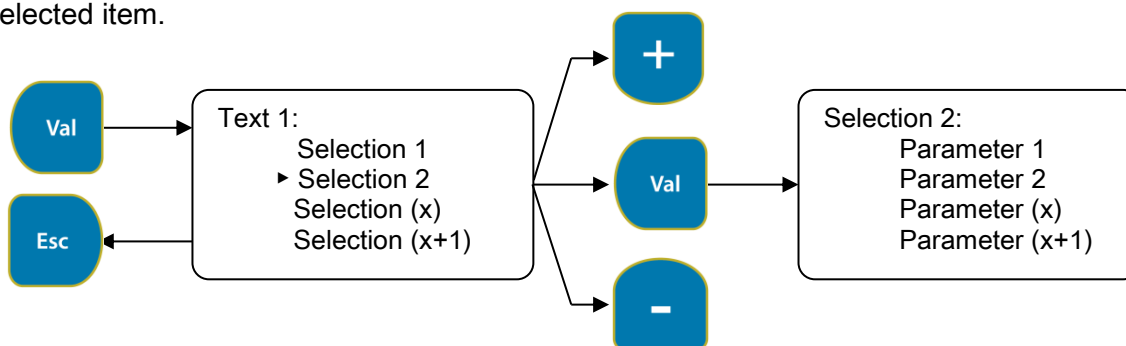 elected item.
Val
Esc
Text 1:
Selection 1
▸ Selection 2
Selection (x)
Selection (x+1)
+
Val
-
Selection 2:
Parameter 1
Parameter 2
Parameter (x)
Parameter (x+1)